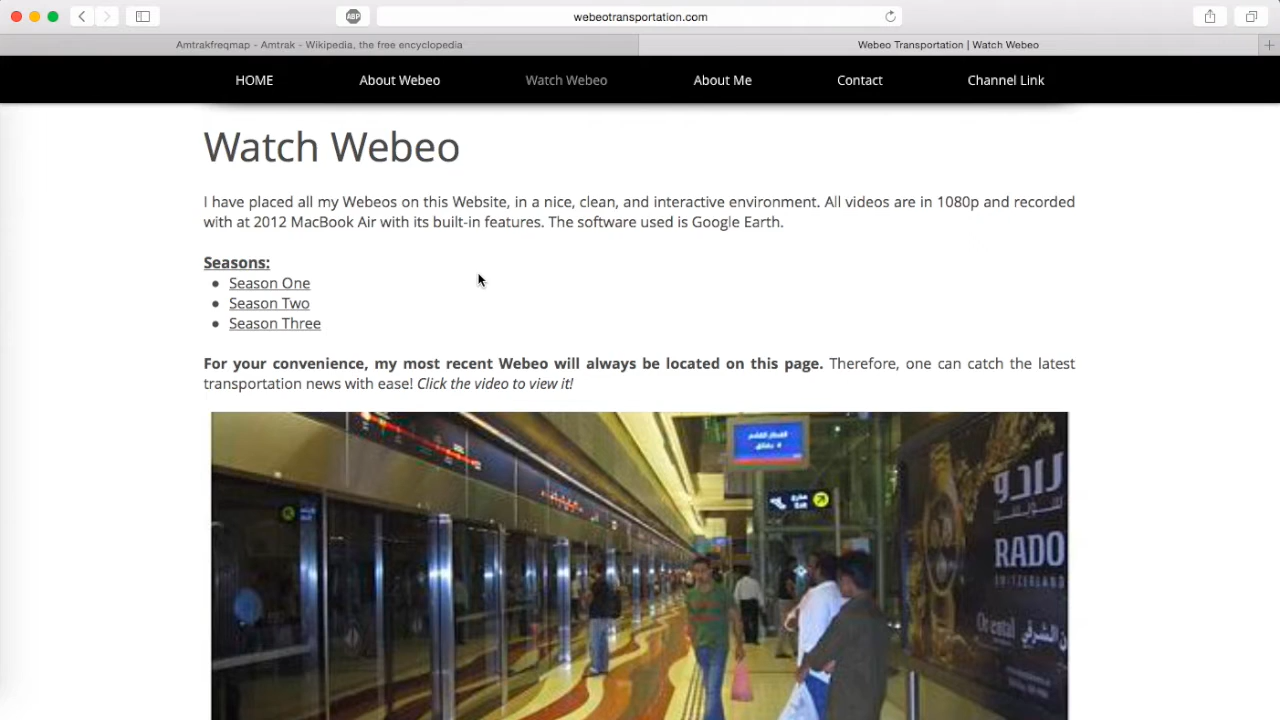 webeotransportation.com
Amtrakfreqmap - Amtrak - Wikipedia, the free encyclopedia
Webeo Transportation | Watch Webeo
ABP
HOME
About Webeo
Watch Webeo
About Me
Contact
Channel Link
Watch Webeo
I have placed all my Webeos on this Website, in a nice, clean, and interactive environment. All videos are in 1080p and recorded
with at 2012 MacBook Air with its built-in features. The software used is Google Earth.
Seasons:
Season One
Season Two
Season Three
For your convenience, my most recent Webeo will always be located on this page. Therefore, one can catch the latest
transportation news with ease! Click the video to view it!
Exit
رادو
RADO
SWITZERLAND